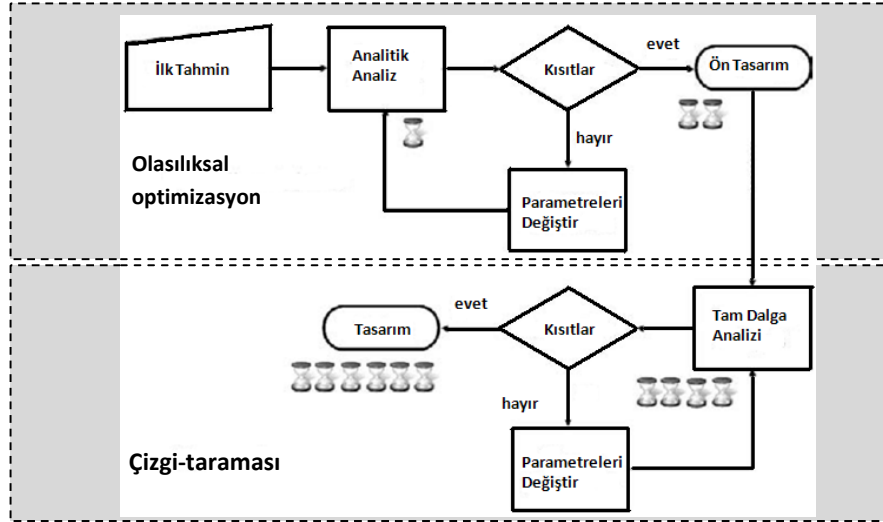 İlk Tahmin
Analitik
Analiz
Kısıtlar
evet
Ön Tasarım
hayır
Olasılıksal
optimizasyon
Parametreleri
Değiştir
evet
Tasarım
Kısıtlar
Tam Dalga
Analizi
hayır
Çizgi-taraması
Parametreleri
Değiştir